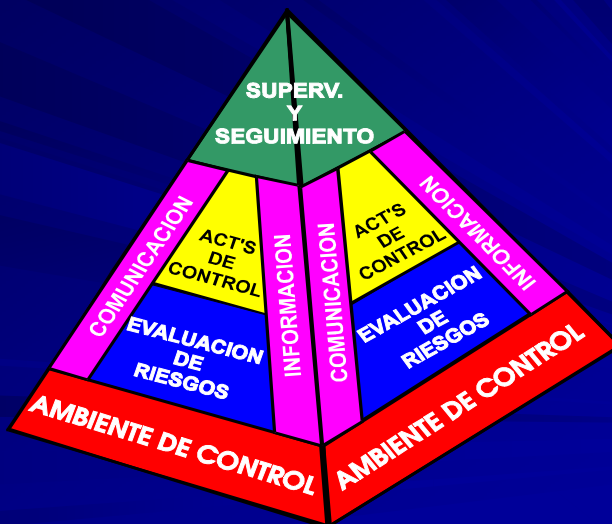 SUPERV.
Y
SEGUIMIENTO
COMUNICACION
ACT'S
DE
CONTROL
INFORMACION
EVALUACION
DE
RIESGOS
AMBIENTE DE CONTROL
COMUNICACION
ACT'S
DE
CONTROL
INFORMACION
EVALUACION
DE
RIESGOS
AMBIENTE DE CONTROL